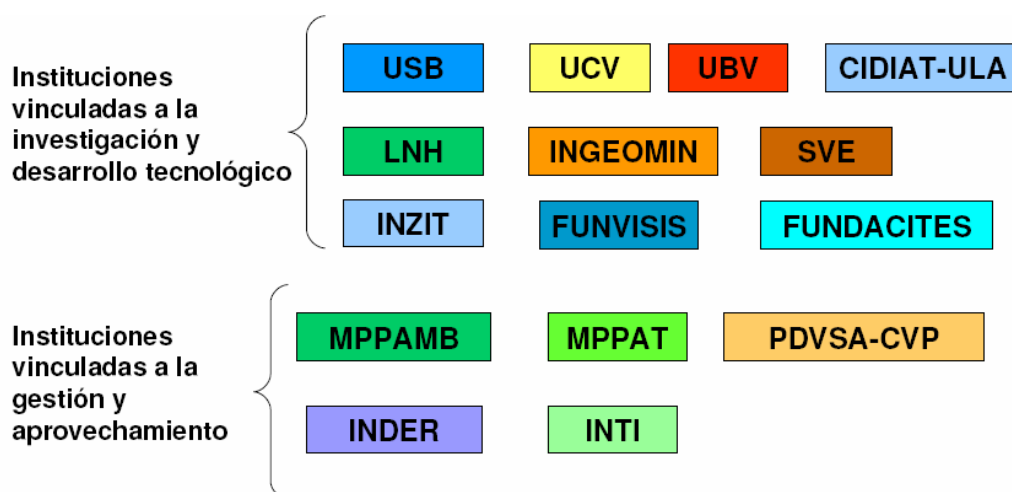 Instituciones
vinculadas a la
investigación y
desarrollo tecnológico
USB UCV UBV CIDIAT-ULA
LNH INGEOMIN SVE
INZIT FUNVISIS FUNDACITES
Instituciones
vinculadas a la
gestión y
aprovechamiento
MPPAMB MPPAT PDVSA-CVP
INDER INTI